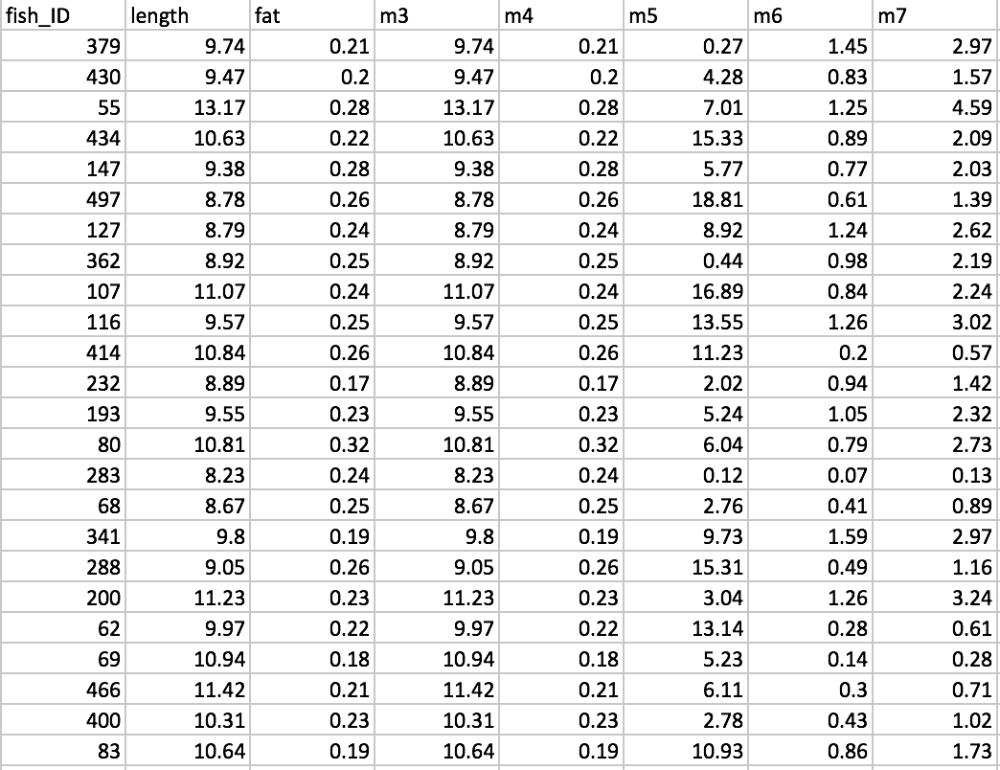 fish_ID length fat m3 m4 m5 m6 m7
379 9.74 0.21 9.74 0.21 0.27 1.45 2.97
430 9.47 0.2 9.47 0.2 4.28 0.83 1.57
55 13.17 0.28 13.17 0.28 7.01 1.25 4.59
434 10.63 0.22 10.63 0.22 15.33 0.89 2.09
147 9.38 0.28 9.38 0.28 5.77 0.77 2.03
497 8.78 0.26 8.78 0.26 18.81 0.61 1.39
127 8.79 0.24 8.79 0.24 8.92 1.24 2.62
362 8.92 0.25 8.92 0.25 0.44 0.98 2.19
107 11.07 0.24 11.07 0.24 16.89 0.84 2.24
116 9.57 0.25 9.57 0.25 13.55 1.26 3.02
414 10.84 0.26 10.84 0.26 11.23 0.2 0.57
232 8.89 0.17 8.89 0.17 2.02 0.94 1.42
193 9.55 0.23 9.55 0.23 5.24 1.05 2.32
80 10.81 0.32 10.81 0.32 6.04 0.79 2.73
283 8.23 0.24 8.23 0.24 0.12 0.07 0.13
68 8.67 0.25 8.67 0.25 2.76 0.41 0.89
341 9.8 0.19 9.8 0.19 9.73 1.59 2.97
288 9.05 0.26 9.05 0.26 15.31 0.49 1.16
200 11.23 0.23 11.23 0.23 3.04 1.26 3.24
62 9.97 0.22 9.97 0.22 13.14 0.28 0.61
69 10.94 0.18 10.94 0.18 5.23 0.14 0.28
466 11.42 0.21 11.42 0.21 6.11 0.3 0.71
400 10.31 0.23 10.31 0.23 2.78 0.43 1.02
83 10.64 0.19 10.64 0.19 10.93 0.86 1.73